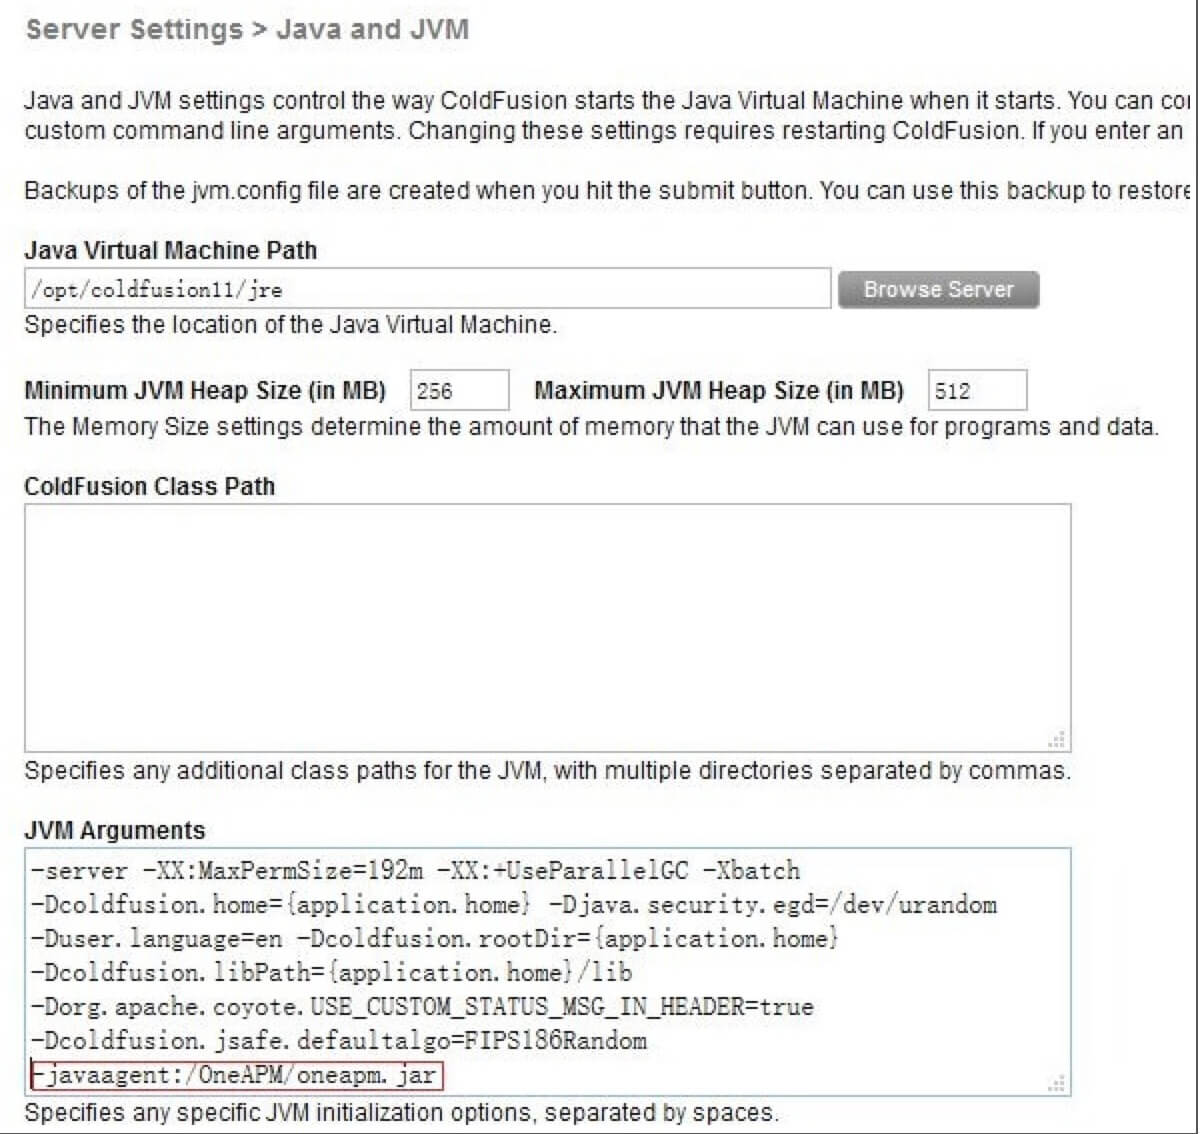 Server Settings > Java and JVM
Java and JVM settings control the way ColdFusion starts the Java Virtual Machine when it starts. You can
custom command line arguments. Changing these settings requires restarting ColdFusion. If you enter an
Backups of the jvm.config file are created when you hit the submit button. You can use this backup to restore
Java Virtual Machine Path
/opt/coldfusion11/jre
Browse Server
Specifies the location of the Java Virtual Machine.
Minimum JVM Heap Size (in MB) 256 Maximum JVM Heap Size (in MB) 512
The Memory Size settings determine the amount of memory that the JVM can use for programs and data.
ColdFusion Class Path
Specifies any additional class paths for the JVM, with multiple directories separated by commas.
JVM Arguments
-server -XX:MaxPermSize=192m -XX:+UseParallelGC -Xbatch
-Dcoldfusion.home={application.home} -Djava.security.egd=/dev/urandom
-Duser.language=en -Dcoldfusion.rootDir={application.home}
-Dcoldfusion.libPath={application.home}/lib
-Dorg.apache.coyote.USE_CUSTOM_STATUS_MSG_IN_HEADER=true
-Dcoldfusion.jsafe.defaultalgo=FIPS186Random
-javaagent:/OneAPM/oneapm.jar
Specifies any specific JVM initialization options, separated by spaces.